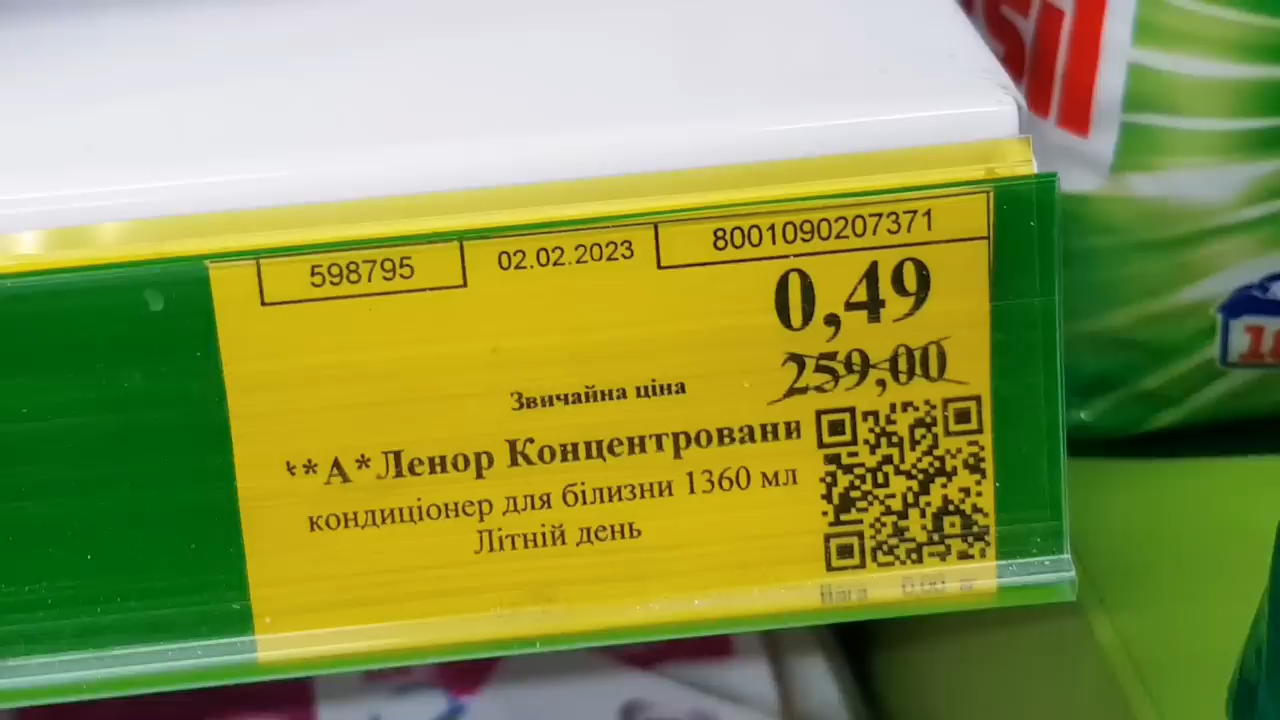 598795
02.02.2023
8001090207371
0,49
259,00
Звичайна ціна
**А*Ленор Концентровани
кондиціонер для білизни 1360 мл
Літній день